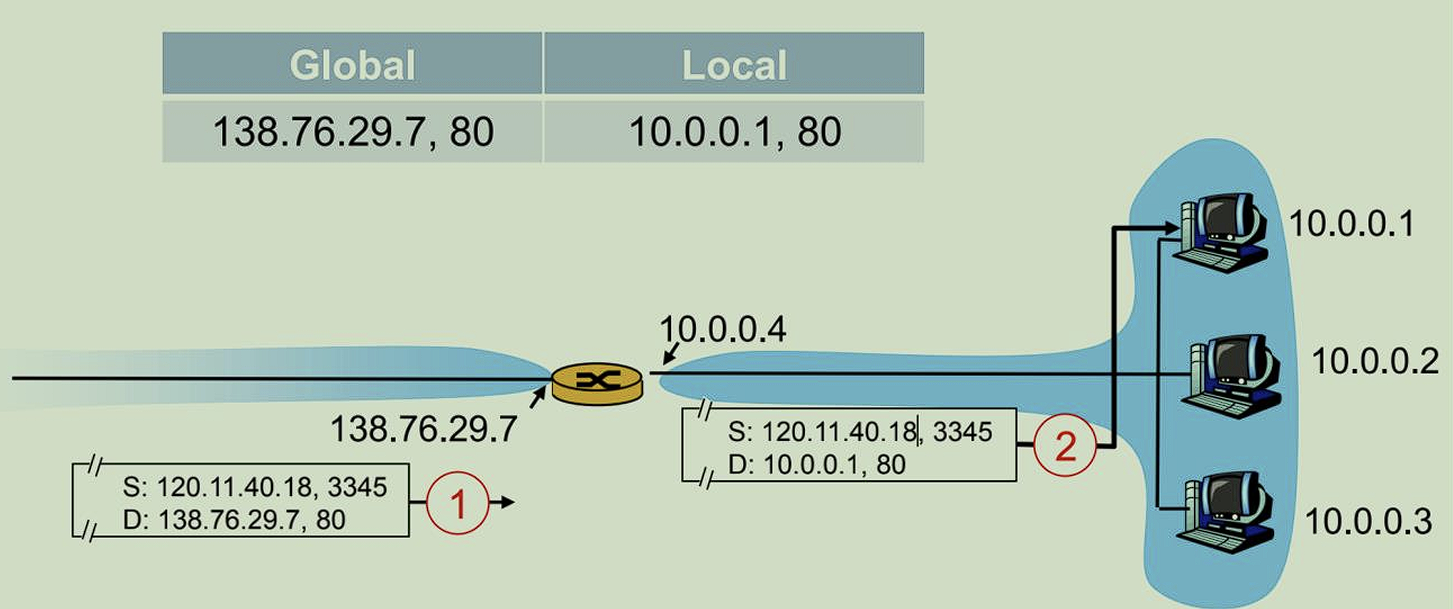 Global Local
138.76.29.7, 80 10.0.0.1, 80
10.0.0.1
10.0.0.4
10.0.0.2
138.76.29.7
S: 120.11.40.18, 3345
D: 10.0.0.1, 80
2
S: 120.11.40.18, 3345
D: 138.76.29.7, 80
1
10.0.0.3